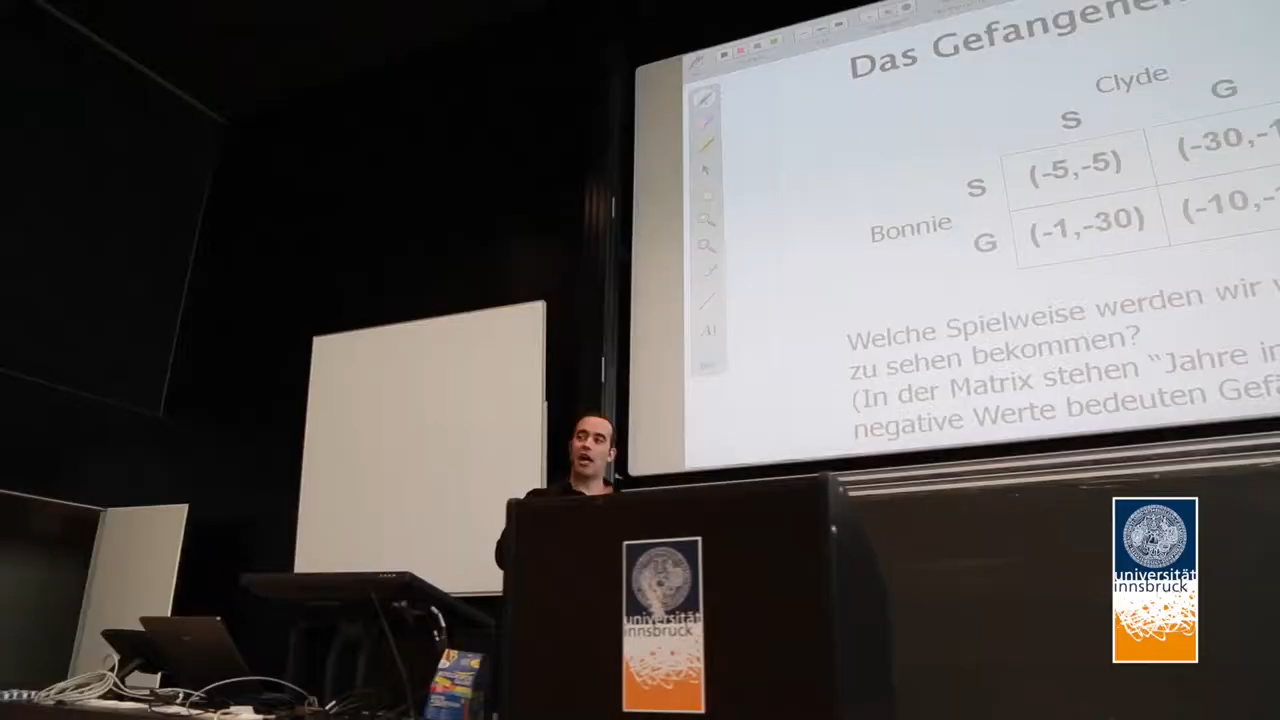 Das Gefangenen
Clyde
S G
S (-5,-5) (-30,-1
Bonnie
G (-1,-30) (-10,-
Welche Spielweise werden wir
zu sehen bekommen?
(In der Matrix stehen “Jahre in
negative Werte bedeuten Gef
A
universität
innsbruck
universität
innsbruck